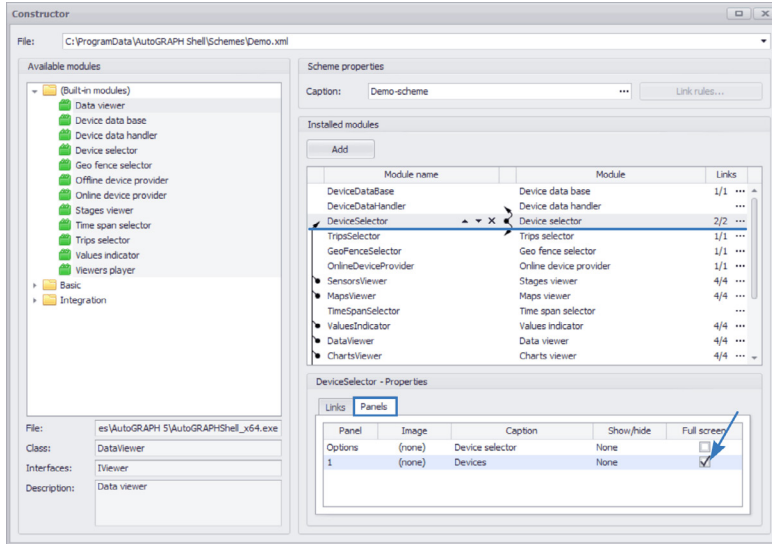 Constructor
File: C:\ProgramData\AutoGRAPH Shell\Schemes\Demo.xml
Available modules
(Built-in modules)
Data viewer
Device data base
Device data handler
Device selector
Geo fence selector
Offline device provider
Online device provider
Stages viewer
Time span selector
Trips selector
Values indicator
Viewers player
Basic
Integration
File: es\AutoGRAPH 5\AutoGRAPHShell_x64.exe
Class: DataViewer
Interfaces: IViewer
Description: Data viewer
Scheme properties
Caption: Demo-scheme ... Link rules...
Installed modules
Add
Module name Module Links
DeviceDataBase Device data base 1/1 ...
DeviceDataHandler Device data handler ...
DeviceSelector Device selector 2/2 ...
TripsSelector Trips selector 1/1 ...
GeoFenceSelector Geo fence selector 1/1 ...
OnlineDeviceProvider Online device provider 1/1 ...
SensorsViewer Stages viewer 4/4 ...
MapsViewer Maps viewer 4/4 ...
TimeSpanSelector Time span selector ...
ValuesIndicator Values indicator 4/4 ...
DataViewer Data viewer 4/4 ...
ChartsViewer Charts viewer 4/4 ...
DeviceSelector - Properties
Links Panels
Panel Image Caption Show/hide Full screen
Options (none) Device selector None
1 (none) Devices None